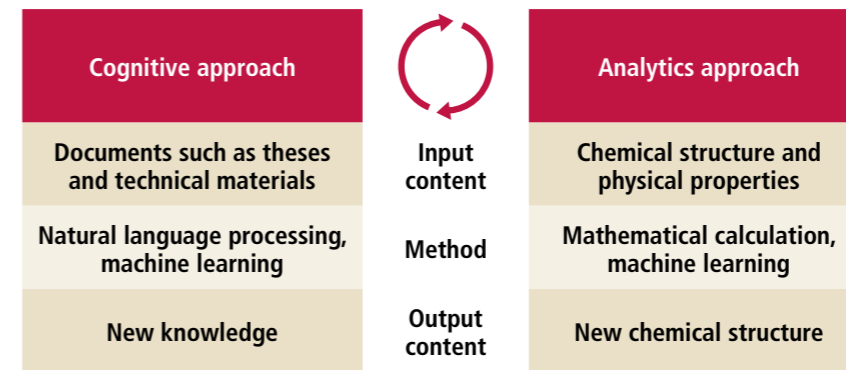 Cognitive approach
Analytics approach
Documents such as theses
and technical materials
Input
content
Chemical structure and
physical properties
Natural language processing,
machine learning
Method
Mathematical calculation,
machine learning
New knowledge
Output
content
New chemical structure